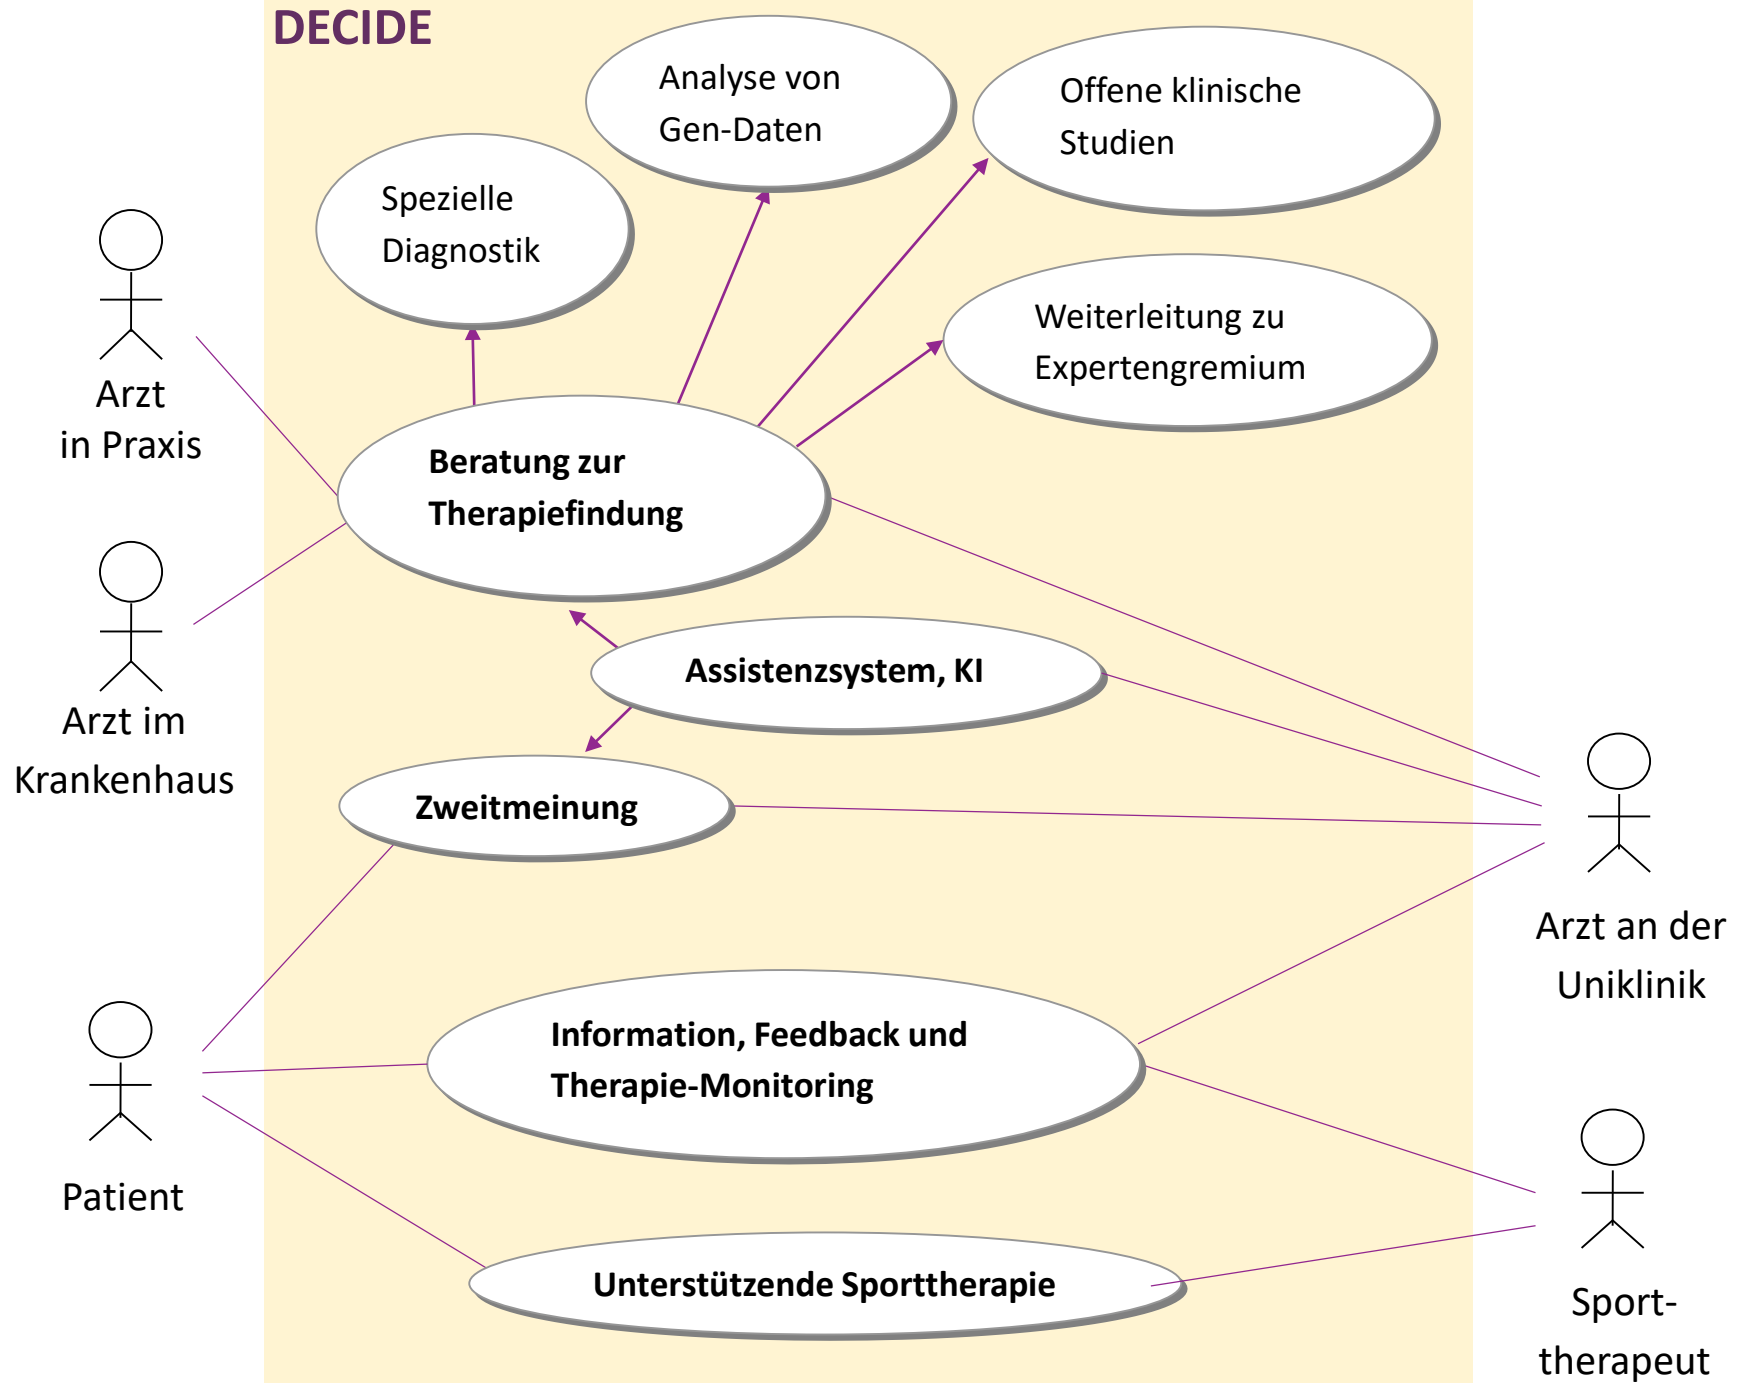 DECIDE
Analyse von
Gen-Daten
Offene klinische
Studien
Spezielle
Diagnostik
Weiterleitung zu
Expertengremium
Arzt
in Praxis
Beratung zur
Therapiefindung
Assistenzsystem, KI
Arzt im
Krankenhaus
Zweitmeinung
Arzt an der
Uniklinik
Information, Feedback und
Therapie-Monitoring
Patient
Unterstützende Sporttherapie
Sport-
therapeut